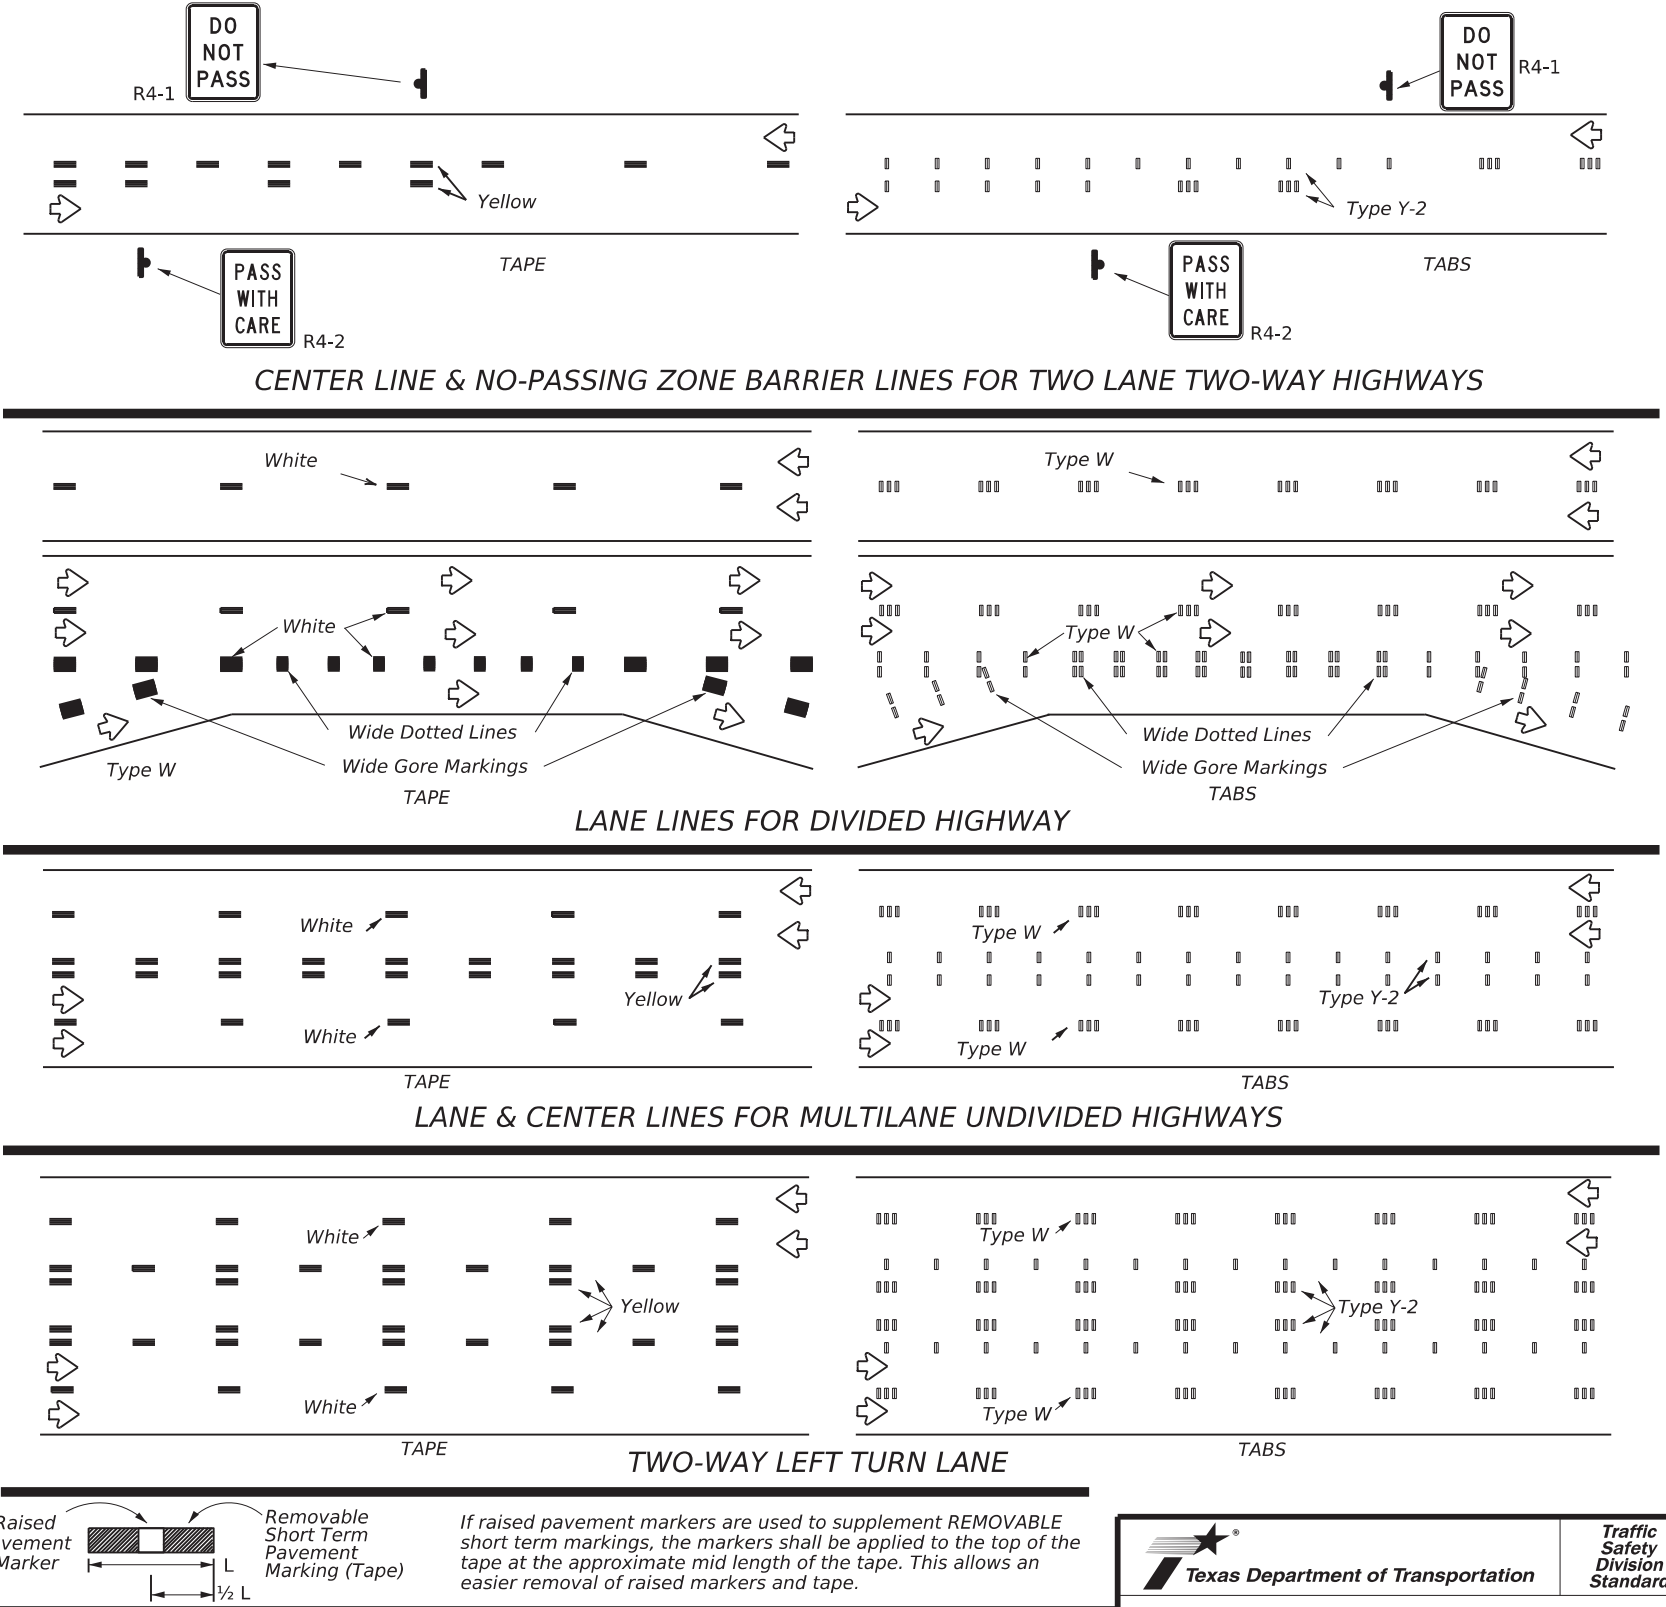 DO
NOT
PASS
R4-1
DO
NOT
PASS
R4-1
Yellow
Type Y-2
PASS
WITH
CARE
R4-2
TAPE
PASS
WITH
CARE
R4-2
TABS
CENTER LINE & NO-PASSING ZONE BARRIER LINES FOR TWO LANE TWO-WAY HIGHWAYS
White
Type W
White
Type W
Wide Dotted Lines
Wide Dotted Lines
Type W
Wide Gore Markings
Wide Gore Markings
TAPE
TABS
LANE LINES FOR DIVIDED HIGHWAY
White
Type W
Yellow
Type Y-2
White
Type W
TAPE
TABS
LANE & CENTER LINES FOR MULTILANE UNDIVIDED HIGHWAYS
White
Type W
Yellow
Type Y-2
White
Type W
TAPE
TABS
TWO-WAY LEFT TURN LANE
Raised
vement
Marker
L
½ L
Removable
Short Term
Pavement
Marking (Tape)
If raised pavement markers are used to supplement REMOVABLE
short term markings, the markers shall be applied to the top of the
tape at the approximate mid length of the tape. This allows an
easier removal of raised markers and tape.
®
Texas Department of Transportation
Traffic
Safety
Division
Standard